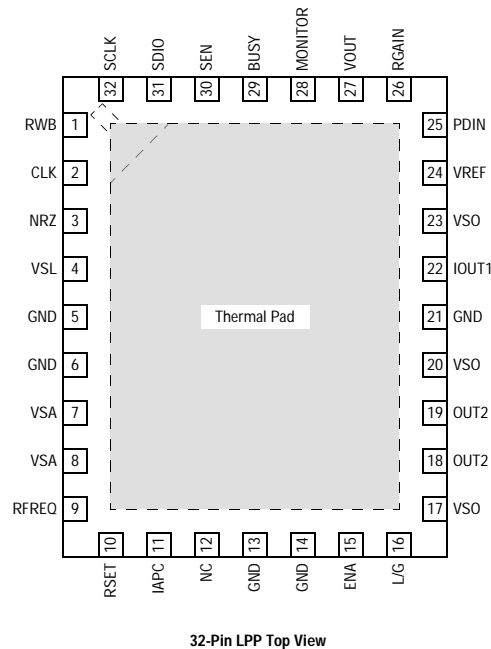 SCLK
SDIO
SEN
BUSY
MONITOR
VOUT
RGAIN
32
31
30
29
28
27
26
RWB 1
CLK 2
NRZ 3
VSL 4
GND 5
GND 6
VSA 7
VSA 8
RFREQ 9
25 PDIN
24 VREF
23 VSO
22 IOUT1
21 GND
20 VSO
19 OUT2
18 OUT2
17 VSO
Thermal Pad
10
11
12
13
14
15
16
RSET
IAPC
NC
GND
GND
ENA
L/G
32-Pin LPP Top View